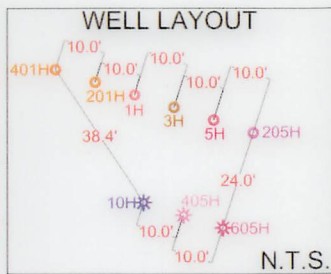 WELL LAYOUT
10.0'
10.0'
10.0'
10.0'
10.0'
401H
201H
1H
3H
5H
205H
38.4'
24.0'
10H
405H
605H
10.0'
10.0'
N.T.S.